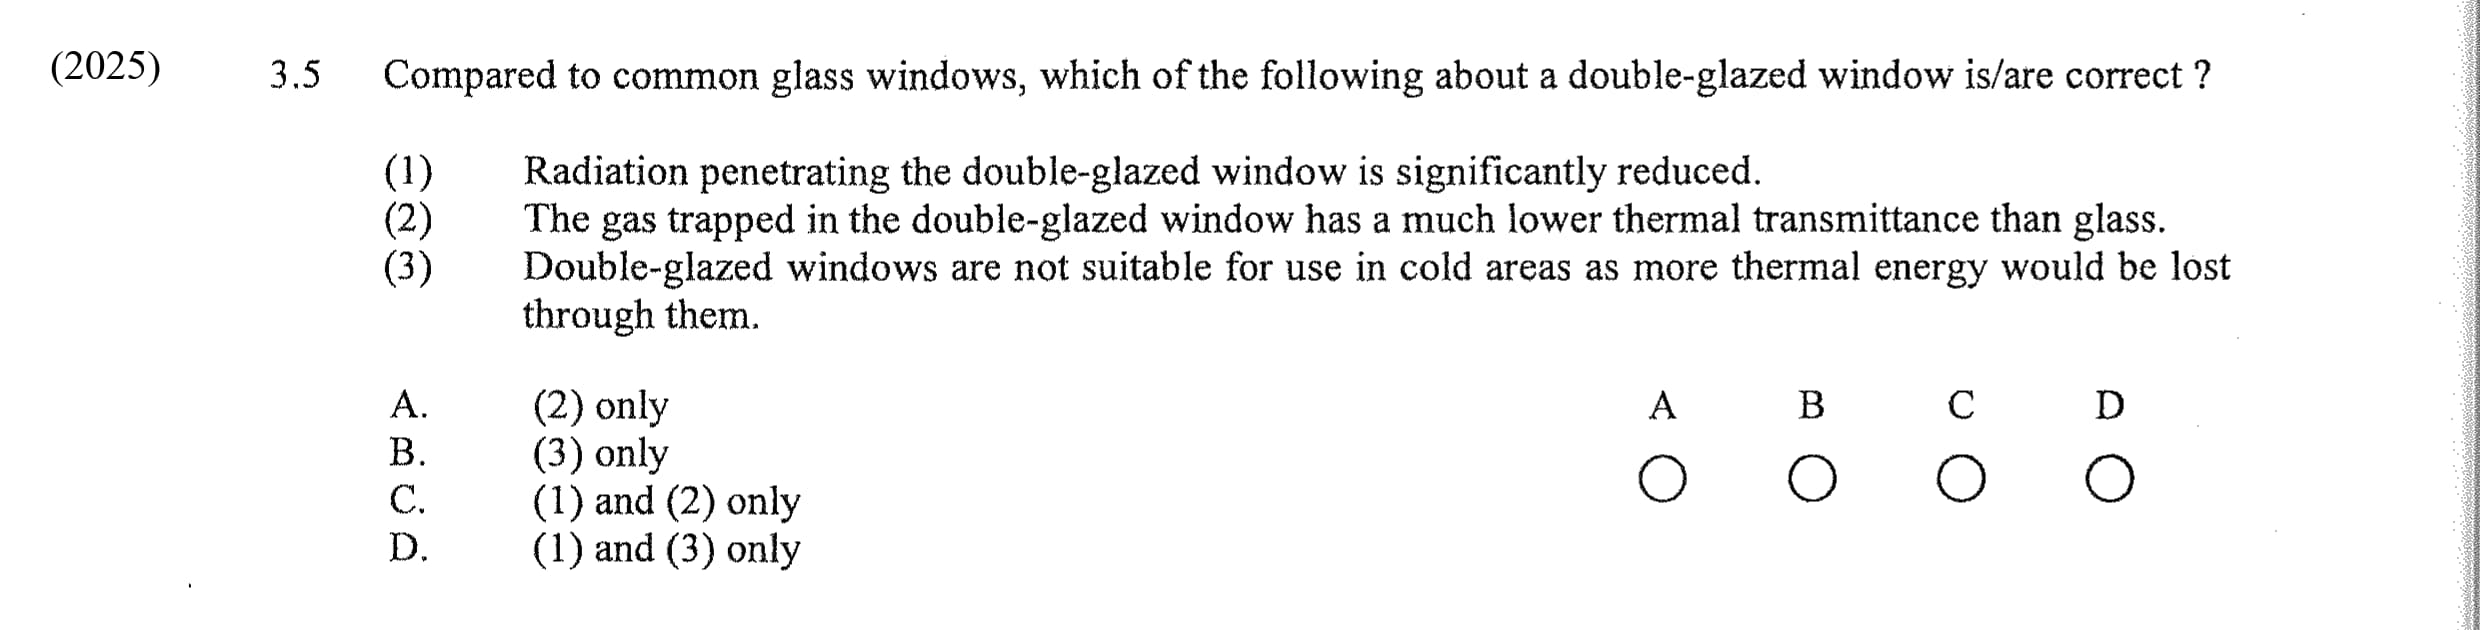 (2025) 3.5 Compared to common glass windows, which of the following about a double-glazed window is/are correct ?
(1) Radiation penetrating the double-glazed window is significantly reduced.
(2) The gas trapped in the double-glazed window has a much lower thermal transmittance than glass.
(3) Double-glazed windows are not suitable for use in cold areas as more thermal energy would be lost
through them.
A. (2) only A B C D
B. (3) only
C. (1) and (2) only
D. (1) and (3) only